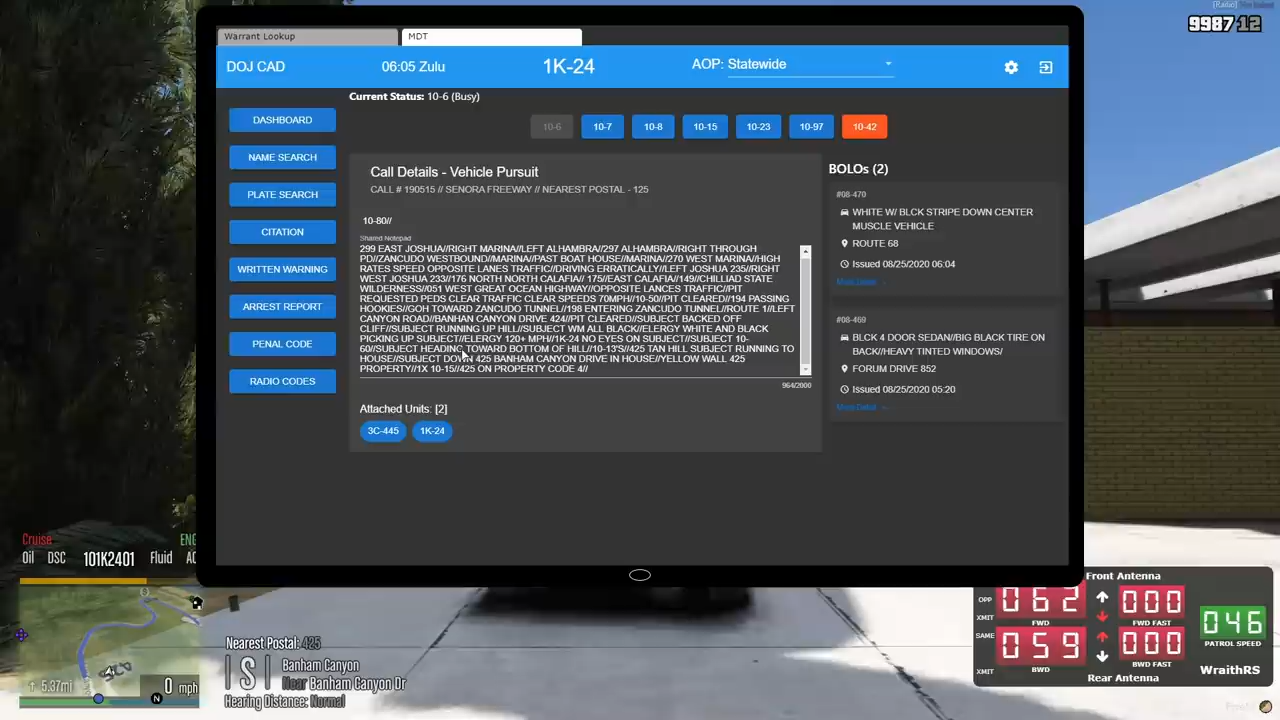 [Radio]
998712
Warrant Lookup
MDT
DOJ CAD
06:05 Zulu
1K-24
AOP: Statewide
Current Status: 10-6 (Busy)
10-6
10-7
10-8
10-15
10-23
10-97
10-42
DASHBOARD
NAME SEARCH
PLATE SEARCH
CITATION
WRITTEN WARNING
ARREST REPORT
PENAL CODE
RADIO CODES
Call Details - Vehicle Pursuit
CALL # 190515 // SENORA FREEWAY // NEAREST POSTAL - 125
10-80//
Shared Notepad
299 EAST JOSHUA//RIGHT MARINA//LEFT ALHAMBRA//297 ALHAMBRA//RIGHT THROUGH
PD//ZANCUDO WESTBOUND//MARINA//PAST BOAT HOUSE//MARINA//270 WEST MARINA//HIGH
RATES SPEED OPPOSITE LANES TRAFFIC//DRIVING ERRATICALLY//LEFT JOSHUA 235//RIGHT
WEST JOSHUA 233//176 NORTH NORTH CALAFIA// 175//EAST CALAFIA//149//CHILLIAD STATE
WILDERNESS//051 WEST GREAT OCEAN HIGHWAY//OPPOSITE LANES TRAFFIC//PIT
REQUESTED PEDS CLEAR TRAFFIC CLEAR SPEEDS 70MPH//10-50//PIT CLEARED//194 PASSING
HOOKIES//GOH TOWARD ZANCUDO TUNNEL//198 ENTERING ZANCUDO TUNNEL//ROUTE 1//LEFT
CANYON ROAD//BANHAN CANYON DRIVE 424//PIT CLEARED//SUBJECT BACKED OFF
CLIFF//SUBJECT RUNNING UP HILL//SUBJECT WM ALL BLACK//ELERGY WHITE AND BLACK
PICKING UP SUBJECT//ELERGY 120+ MPH//1K-24 NO EYES ON SUBJECT//SUBJECT 10-
60//SUBJECT HEADING TOWARD BOTTOM OF HILL//10-13'S//425 TAN HILL SUBJECT RUNNING TO
HOUSE//SUBJECT DOWN 425 BANHAM CANYON DRIVE IN HOUSE//YELLOW WALL 425
PROPERTY//1X 10-15//425 ON PROPERTY CODE 4//
964/2000
Attached Units: [2]
3C-445
1K-24
BOLOs (2)
#08-470
WHITE W/ BLCK STRIPE DOWN CENTER
MUSCLE VEHICLE
ROUTE 68
Issued 08/25/2020 06:04
More Detail
#08-469
BLCK 4 DOOR SEDAN//BIG BLACK TIRE ON
BACK//HEAVY TINTED WINDOWS/
FORUM DRIVE 852
Issued 08/25/2020 05:20
More Detail
Cruise
ENG
Oil DSC 101K2401 Fluid AC
5.37mi
N
0 mph
Nearest Postal: 425
|S| Banham Canyon
Near Banham Canyon Dr
Hearing Distance: Normal
Front Antenna
OPP
XMIT
062
FWD
000
FWD FAST
SAME
XMIT
059
BWD
000
BWD FAST
046
PATROL SPEED
Rear Antenna
WraithRS